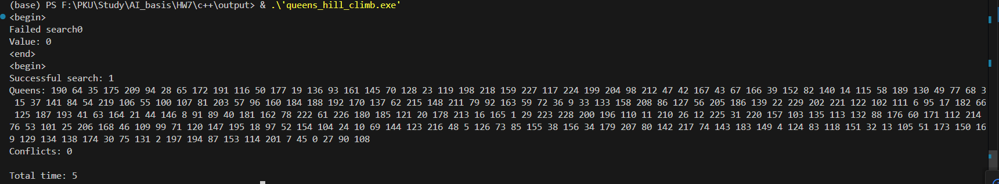 (base) PS F:\PKU\Study\AI_basis\HW7\c++\output> & .\'queens_hill_climb.exe'
<begin>
Failed search0
Value: 0
<end>
<begin>
Successful search: 1
Queens: 190 64 35 175 209 94 28 65 172 191 116 50 177 19 136 93 161 145 70 128 23 119 198 218 159 227 117 224 199 204 98 212 47 42 167 43 67 166 39 152 82 140 14 115 58 189 130 49 77 68 3
15 37 141 84 54 219 106 55 100 107 81 203 57 96 160 184 188 192 170 137 62 215 148 211 79 92 163 59 72 36 9 33 133 158 208 86 127 56 205 186 139 22 229 202 221 122 102 111 6 95 17 182 66
125 187 193 41 63 164 21 44 146 8 91 89 40 181 162 78 222 61 226 180 185 121 20 178 213 16 165 1 29 223 228 200 196 110 11 210 26 12 225 31 220 157 103 135 113 132 88 176 60 171 112 214
76 53 101 25 206 168 46 109 99 71 120 147 195 18 97 52 154 104 24 10 69 144 123 216 48 5 126 73 85 155 38 156 34 179 207 80 142 217 74 143 183 149 4 124 83 118 151 32 13 105 51 173 150 16
9 129 134 138 174 30 75 131 2 197 194 87 153 114 201 7 45 0 27 90 108
Conflicts: 0
Total time: 5